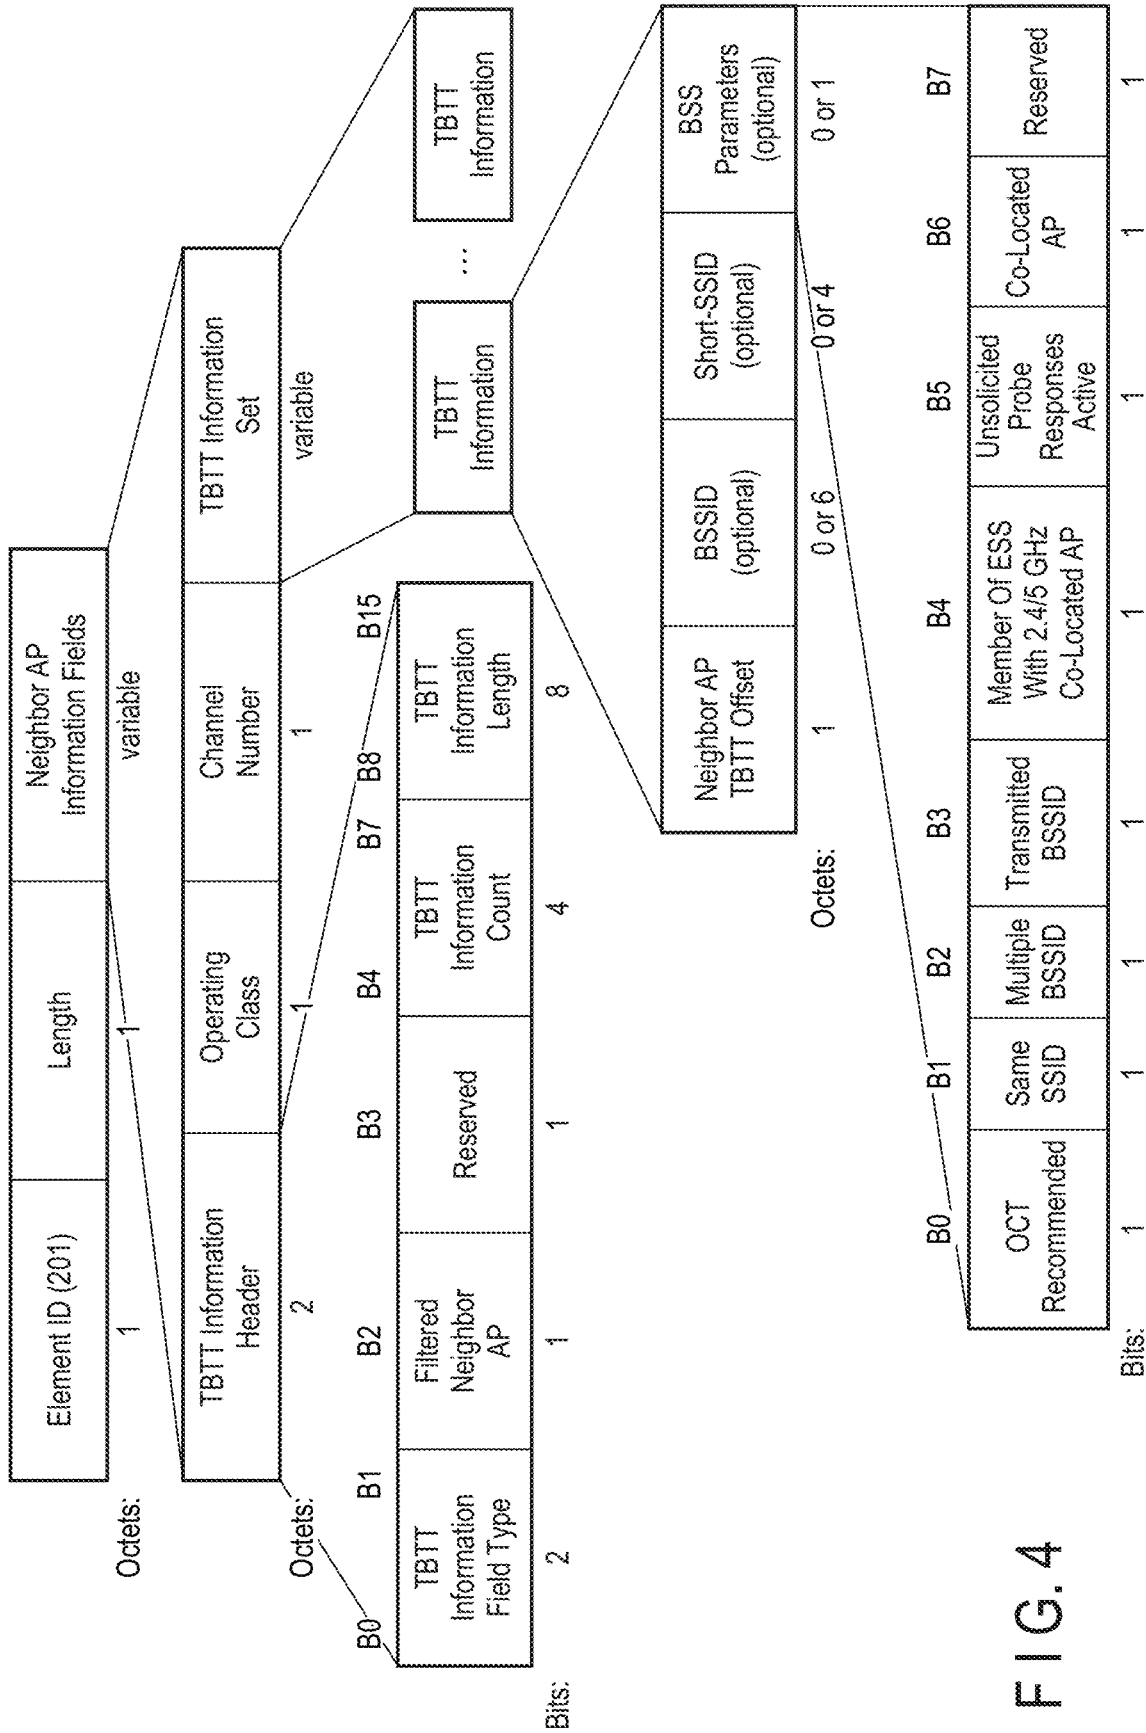 Element ID (201)
Length
Neighbor AP
Information Fields
Octets:
1
1
variable
TBTT Information
Header
Operating
Class
Channel
Number
TBTT Information
Set
Octets:
2
1
1
variable
B0
B1
B2
B3
B4
B7
B8
B15
TBTT
Information
Field Type
Filtered
Neighbor
AP
Reserved
TBTT
Information
Count
TBTT
Information
Length
Bits:
2
1
1
4
8
TBTT
Information
...
TBTT
Information
Neighbor AP
TBTT Offset
BSSID
(optional)
Short-SSID
(optional)
BSS
Parameters
(optional)
Octets:
1
0 or 6
0 or 4
0 or 1
B0
B1
B2
B3
B4
B5
B6
B7
OCT
Recommended
Same
SSID
Multiple
BSSID
Transmitted
BSSID
Member Of ESS
With 2.4/5 GHz
Co-Located AP
Unsolicited
Probe
Responses
Active
Co-Located
AP
Reserved
Bits:
1
1
1
1
1
1
1
1
FIG. 4